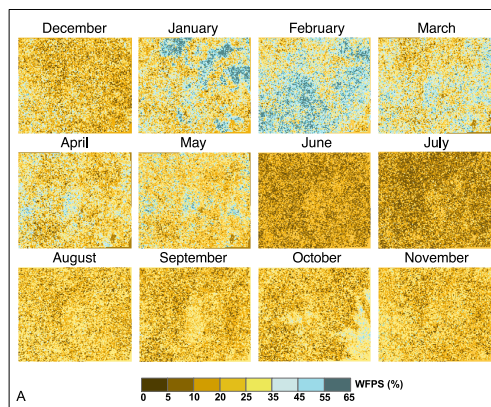 December January February March
April May June July
August September October November
A
WFPS (%)
0 5 10 20 25 35 45 55 65